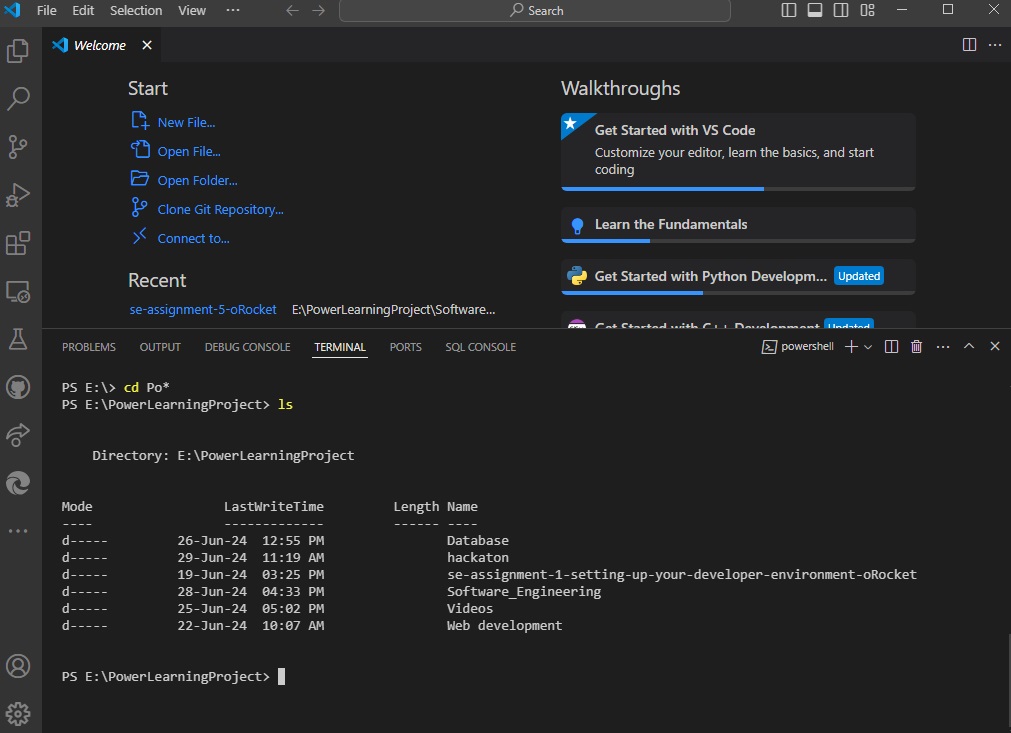 File Edit Selection View ··· Search
Welcome
Start
New File...
Open File...
Open Folder...
Clone Git Repository...
Connect to...
Recent
se-assignment-5-oRocket E:\PowerLearningProject\Software...
Walkthroughs
Get Started with VS Code
Customize your editor, learn the basics, and start
coding
Learn the Fundamentals
Get Started with Python Developm... Updated
Get Started with C++ Development Updated
PROBLEMS OUTPUT DEBUG CONSOLE TERMINAL PORTS SQL CONSOLE powershell
PS E:\> cd Po*
PS E:\PowerLearningProject> ls
Directory: E:\PowerLearningProject
Mode LastWriteTime Length Name
---- ------------- ------ ----
d----- 26-Jun-24 12:55 PM Database
d----- 29-Jun-24 11:19 AM hackaton
d----- 19-Jun-24 03:25 PM se-assignment-1-setting-up-your-developer-environment-oRocket
d----- 28-Jun-24 04:33 PM Software_Engineering
d----- 25-Jun-24 05:02 PM Videos
d----- 22-Jun-24 10:07 AM Web development
PS E:\PowerLearningProject>